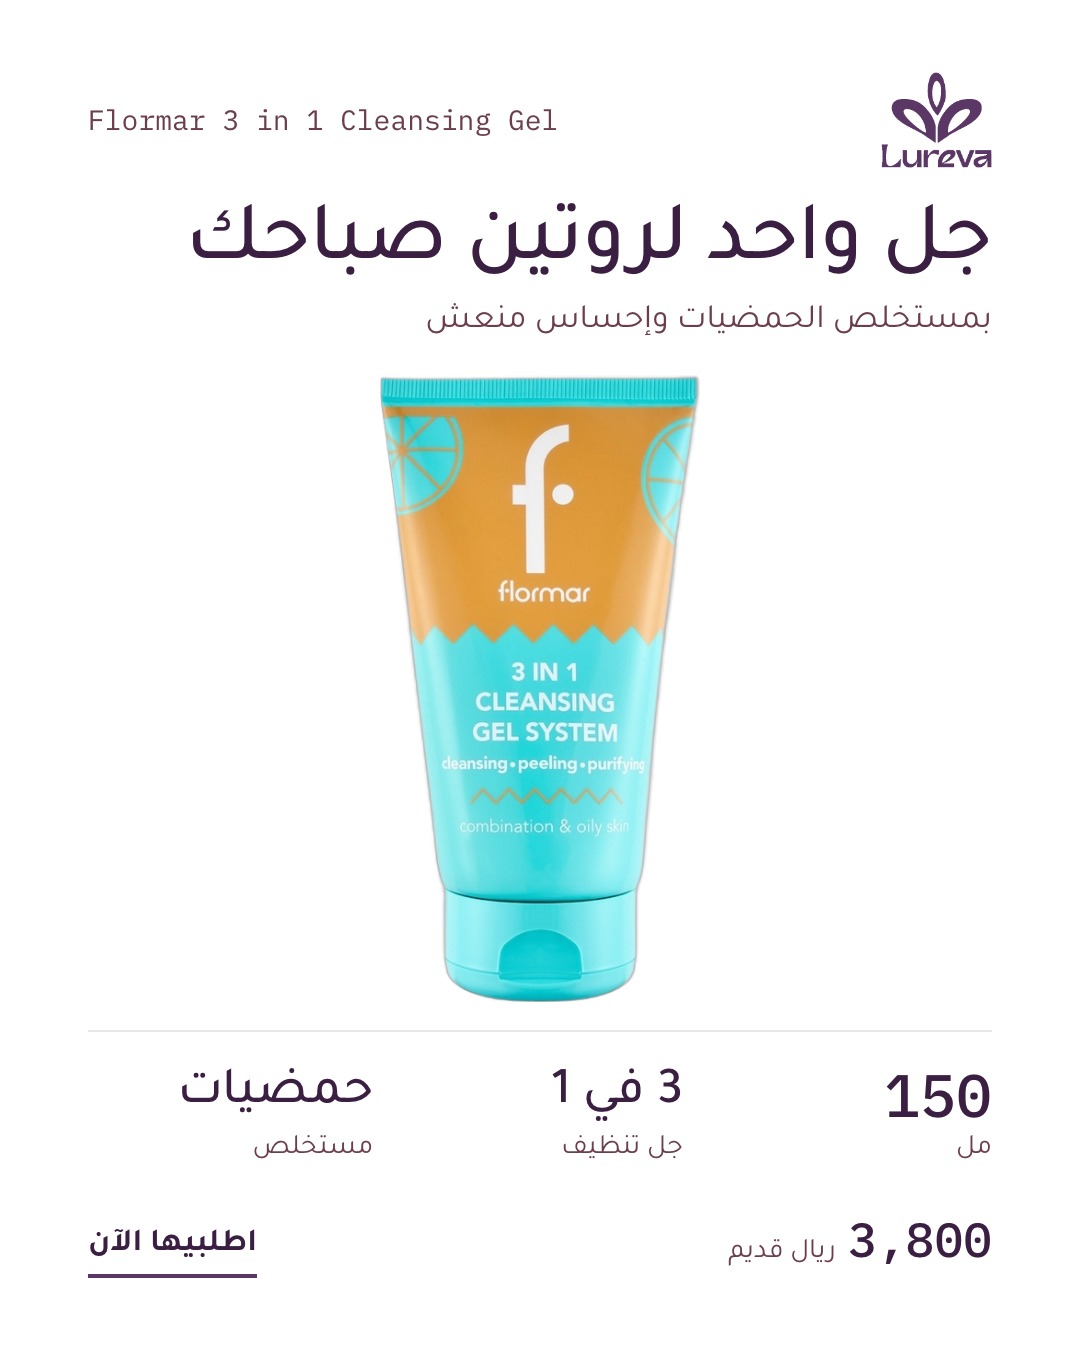 Flormar 3 in 1 Cleansing Gel
Lureva
جل واحد لروتين صباحك
بمستخلص الحمضيات وإحساس منعش
f
flormar
3 IN 1
CLEANSING
GEL SYSTEM
cleansing•peeling•purifying
combination & oily skin
150
مل
3 في 1
جل تنظيف
حمضيات
مستخلص
3,800 ريال قديم
اطلبيها الآن